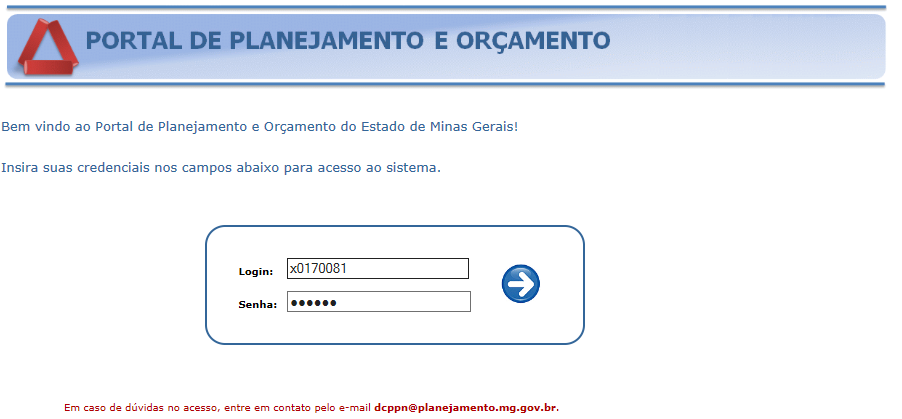 PORTAL DE PLANEJAMENTO E ORÇAMENTO
Bem vindo ao Portal de Planejamento e Orçamento do Estado de Minas Gerais!
Insira suas credenciais nos campos abaixo para acesso ao sistema.
Login: x0170081
Senha: ●●●●●●
Em caso de dúvidas no acesso, entre em contato pelo e-mail dcppn@planejamento.mg.gov.br.